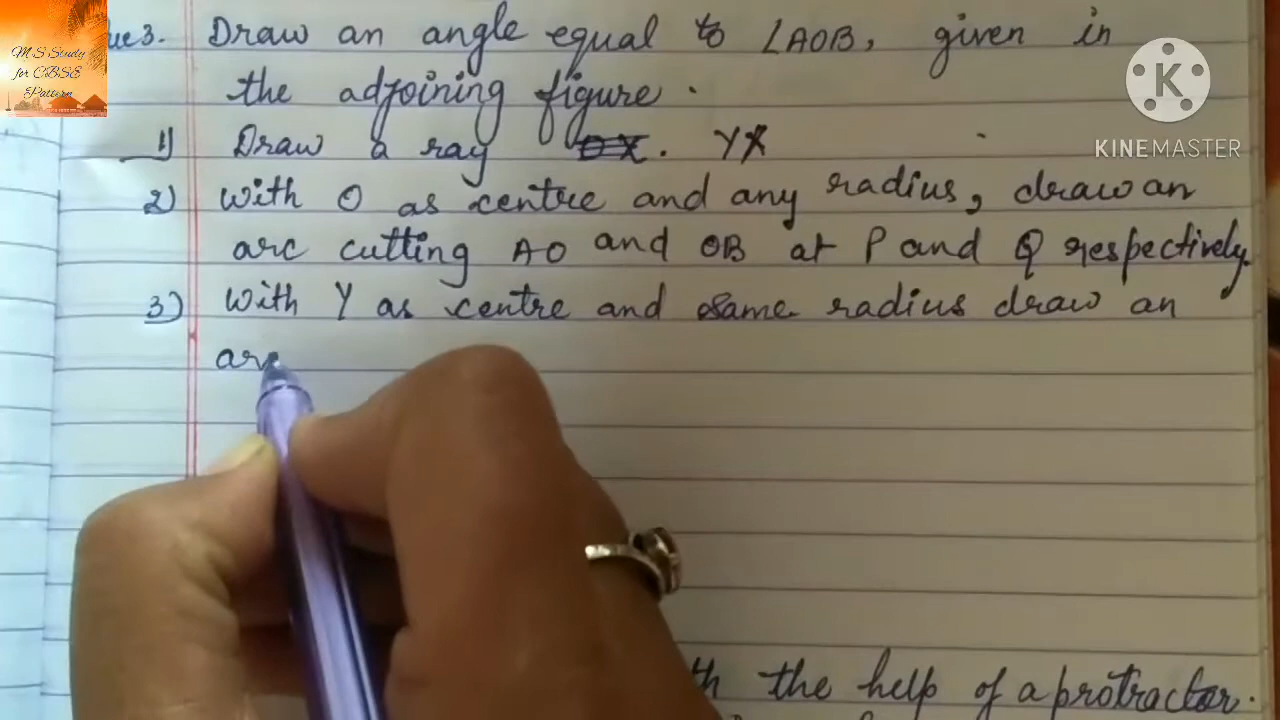 M S Study
for CBSE
Pattern
Que 3. Draw an angle equal to ∠AOB, given in
the adjoining figure.
1) Draw a ray OX. YX
2) With O as centre and any radius, draw an
arc cutting AO and OB at P and Q respectively.
3) With Y as centre and same radius draw an
arc
the help of a protractor.
KINEMASTER